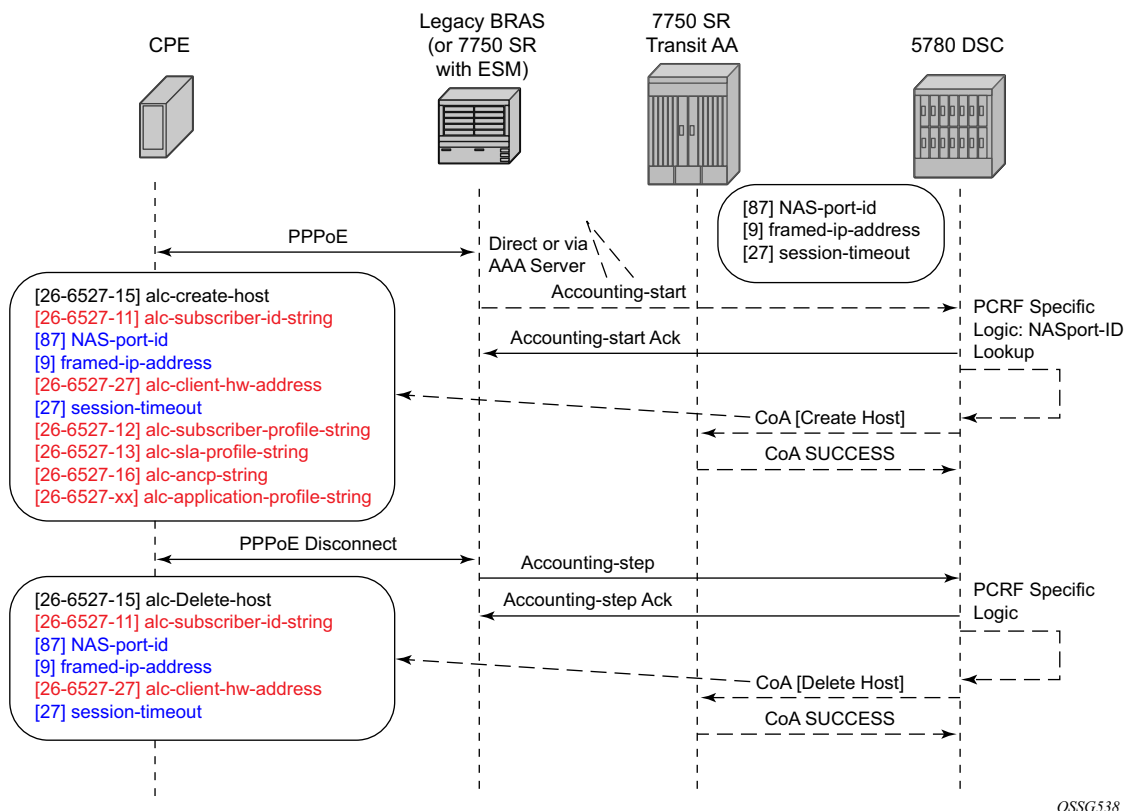 CPE
Legacy BRAS
(or 7750 SR
with ESM)
7750 SR
Transit AA
5780 DSC
[87] NAS-port-id
[9] framed-ip-address
[27] session-timeout
PPPoE
Direct or via
AAA Server
Accounting-start
PCRF Specific
Logic: NASport-ID
Lookup
Accounting-start Ack
[26-6527-15] alc-create-host
[26-6527-11] alc-subscriber-id-string
[87] NAS-port-id
[9] framed-ip-address
[26-6527-27] alc-client-hw-address
[27] session-timeout
[26-6527-12] alc-subscriber-profile-string
[26-6527-13] alc-sla-profile-string
[26-6527-16] alc-ancp-string
[26-6527-xx] alc-application-profile-string
CoA [Create Host]
CoA SUCCESS
PPPoE Disconnect
Accounting-step
Accounting-step Ack
PCRF Specific
Logic
[26-6527-15] alc-Delete-host
[26-6527-11] alc-subscriber-id-string
[87] NAS-port-id
[9] framed-ip-address
[26-6527-27] alc-client-hw-address
[27] session-timeout
CoA [Delete Host]
CoA SUCCESS
OSSG538